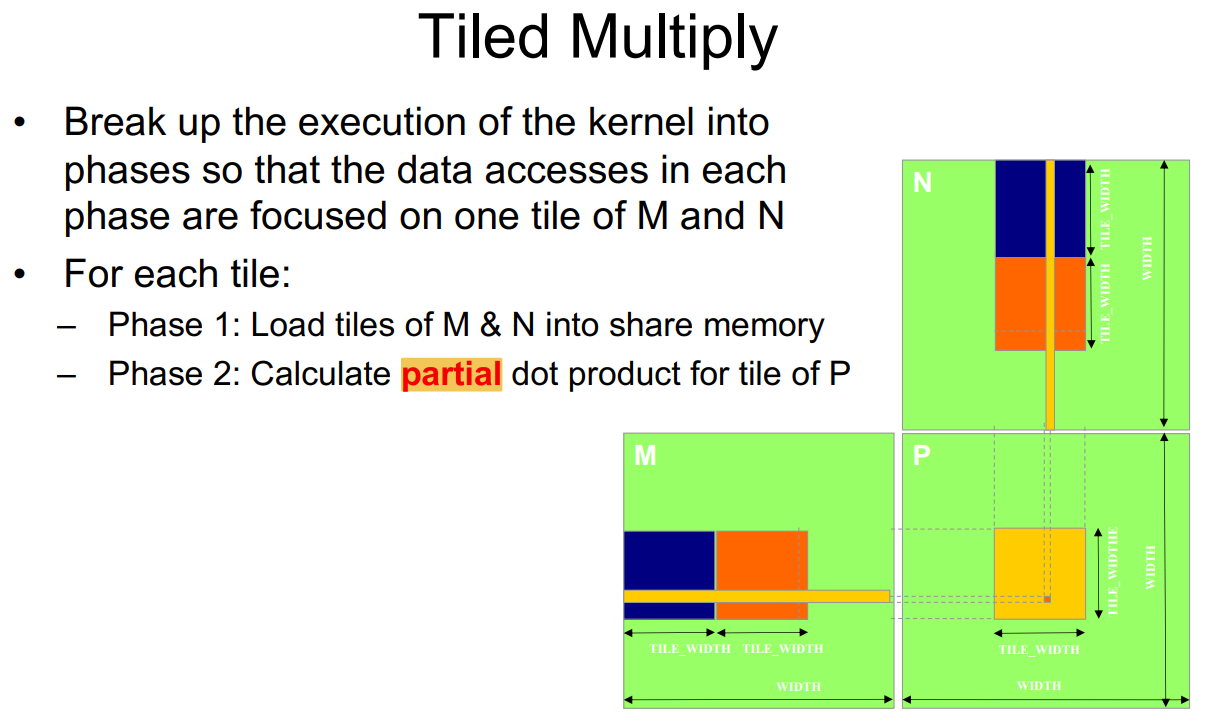 Tiled Multiply
• Break up the execution of the kernel into
phases so that the data accesses in each
phase are focused on one tile of M and N
• For each tile:
– Phase 1: Load tiles of M & N into share memory
– Phase 2: Calculate partial dot product for tile of P
N
TILE_WIDTH
TILE_WIDTH
WIDTH
M
TILE_WIDTH TILE_WIDTH
WIDTH
P
TILE_WIDTHE
WIDTH
TILE_WIDTH
WIDTH